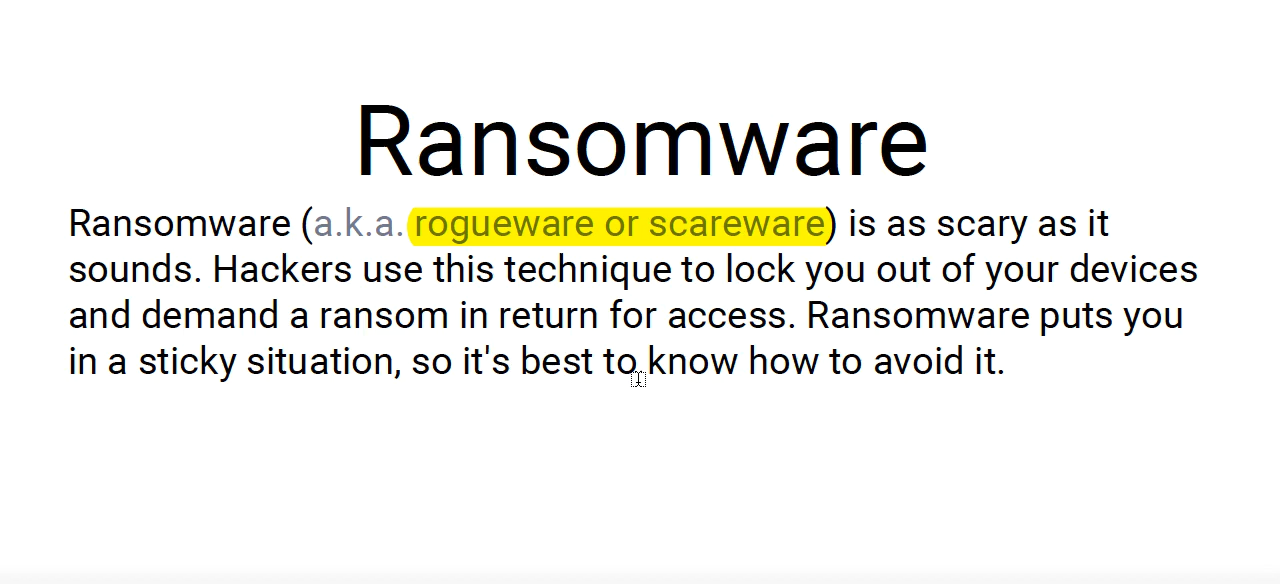 Ransomware
Ransomware (a.k.a. rogueware or scareware) is as scary as it
sounds. Hackers use this technique to lock you out of your devices
and demand a ransom in return for access. Ransomware puts you
in a sticky situation, so it's best to know how to avoid it.